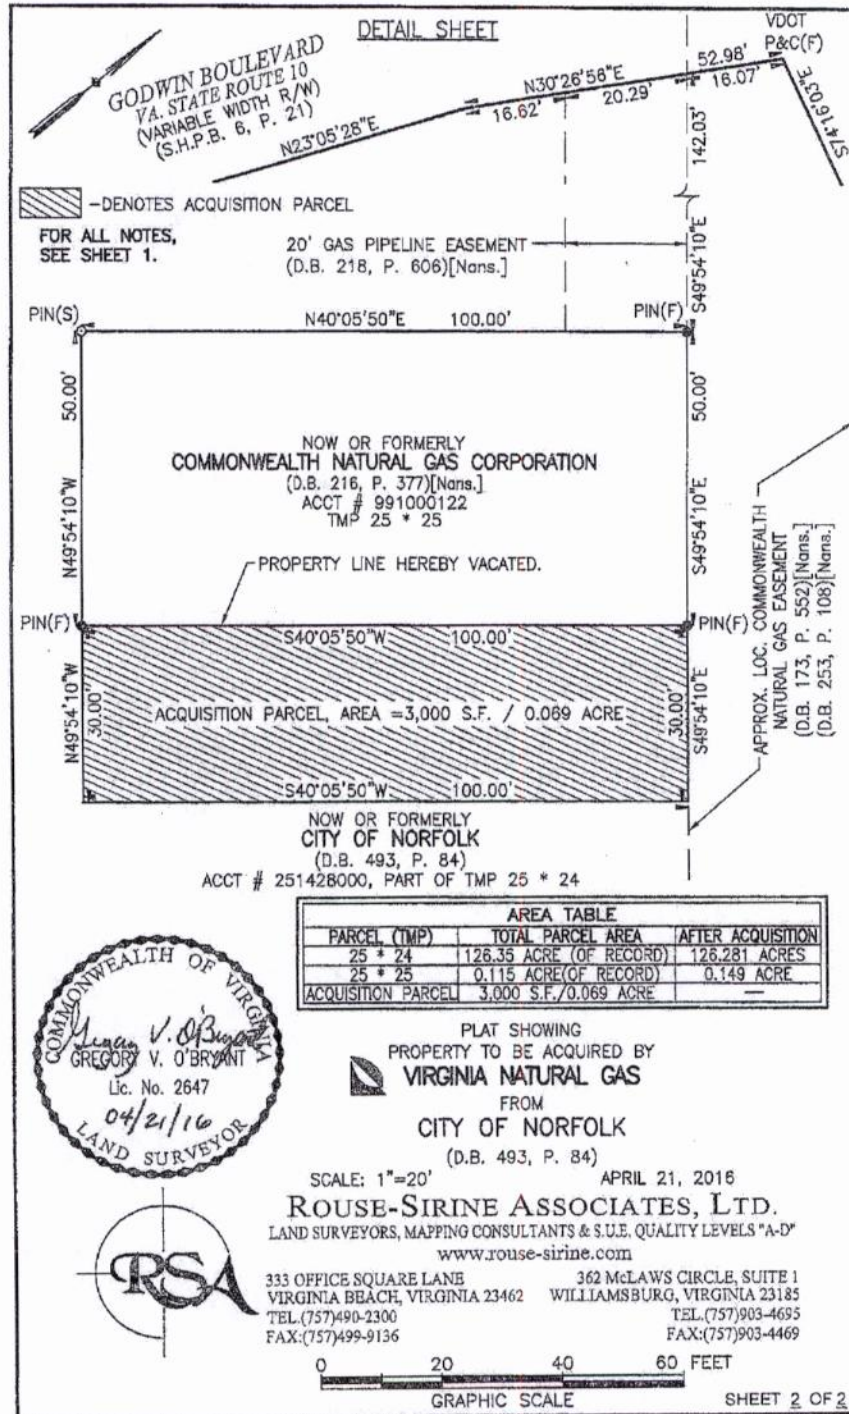 DETAIL SHEET
VDOT
P&C(F)
GODWIN BOULEVARD
VA. STATE ROUTE 10
(VARIABLE WIDTH R/W)
(S.H.P.B. 6, P. 21)
N23°05'28"E
N30°26'56"E
16.62'
20.29'
52.98'
16.07'
S74°16'03"E
142.03'
S49°54'10"E
-DENOTES ACQUISITION PARCEL
FOR ALL NOTES,
SEE SHEET 1.
20' GAS PIPELINE EASEMENT
(D.B. 218, P. 606)[Nans.]
PIN(S)
N40°05'50"E 100.00'
PIN(F)
50.00'
N49°54'10"W
50.00'
S49°54'10"E
NOW OR FORMERLY
COMMONWEALTH NATURAL GAS CORPORATION
(D.B. 216, P. 377)[Nans.]
ACCT # 991000122
TMP 25 * 25
PROPERTY LINE HEREBY VACATED.
APPROX. LOC. COMMONWEALTH
NATURAL GAS EASEMENT
(D.B. 173, P. 552)[Nans.]
(D.B. 253, P. 108)[Nans.]
PIN(F)
S40°05'50"W 100.00'
PIN(F)
N49°54'10"W
30.00'
ACQUISITION PARCEL, AREA =3,000 S.F. / 0.069 ACRE
30.00'
S49°54'10"E
S40°05'50"W 100.00'
NOW OR FORMERLY
CITY OF NORFOLK
(D.B. 493, P. 84)
ACCT # 251428000, PART OF TMP 25 * 24
AREA TABLE
PARCEL (TMP) TOTAL PARCEL AREA AFTER ACQUISITION
25 * 24 126.35 ACRE (OF RECORD) 126.281 ACRES
25 * 25 0.115 ACRE(OF RECORD) 0.149 ACRE
ACQUISITION PARCEL 3,000 S.F./0.069 ACRE —
COMMONWEALTH OF VIRGINIA
Gregory V. O'Bryant
GREGORY V. O'BRYANT
Lic. No. 2647
04/21/16
LAND SURVEYOR
PLAT SHOWING
PROPERTY TO BE ACQUIRED BY
VIRGINIA NATURAL GAS
FROM
CITY OF NORFOLK
(D.B. 493, P. 84)
SCALE: 1"=20' APRIL 21, 2016
RSA
ROUSE-SIRINE ASSOCIATES, LTD.
LAND SURVEYORS, MAPPING CONSULTANTS & S.U.E. QUALITY LEVELS "A-D"
www.rouse-sirine.com
333 OFFICE SQUARE LANE 362 McLAWS CIRCLE, SUITE 1
VIRGINIA BEACH, VIRGINIA 23462 WILLIAMSBURG, VIRGINIA 23185
TEL.(757)490-2300 TEL.(757)903-4695
FAX:(757)499-9136 FAX:(757)903-4469
0 20 40 60 FEET
GRAPHIC SCALE
SHEET 2 OF 2